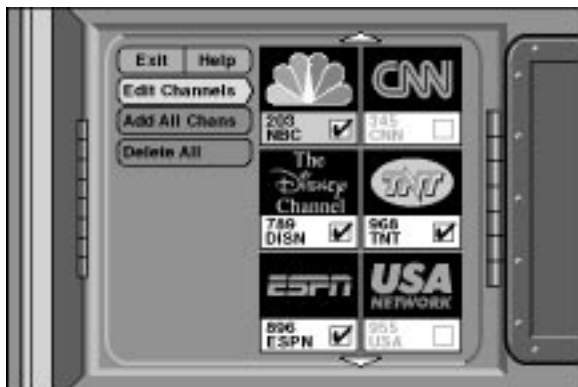 Exit Help
Edit Channels
Add All Chans
Delete All
CNN
203
NBC
345
CNN
The
Disney
Channel
TNT
789
DISN
968
TNT
ESPN
USA
NETWORK
896
ESPN
955
USA